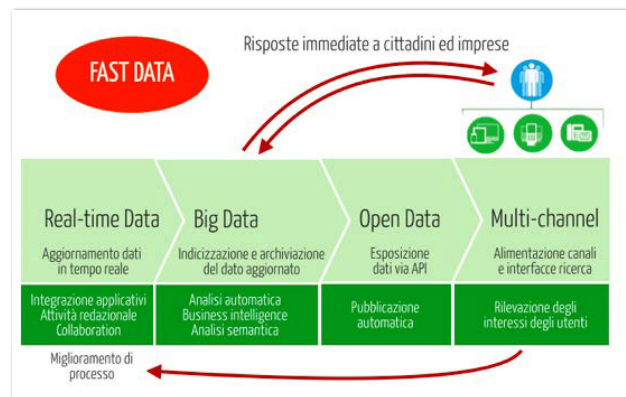 FAST DATA
Risposte immediate a cittadini ed imprese
Real-time Data
Aggiornamento dati
in tempo reale
Big Data
Indicizzazione e archiviazione
del dato aggiornato
Open Data
Esposizione
dati via API
Multi-channel
Alimentazione canali
e interfacce ricerca
Integrazione applicativi
Attività redazionale
Collaboration
Analisi automatica
Business intelligence
Analisi semantica
Pubblicazione
automatica
Rilevazione degli
interessi degli utenti
Miglioramento di
processo